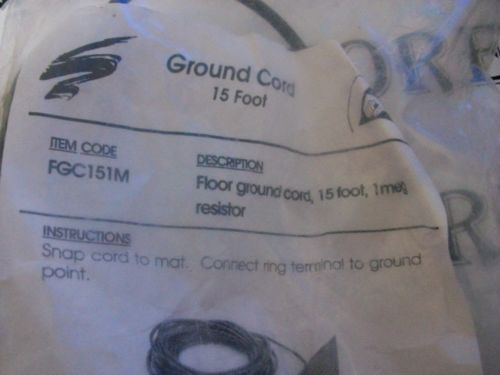 Ground Cord
15 Foot
ITEM CODE
FGC151M
DESCRIPTION
Floor ground cord, 15 foot, 1meg
resistor
INSTRUCTIONS
Snap cord to mat. Connect ring terminal to ground
point.